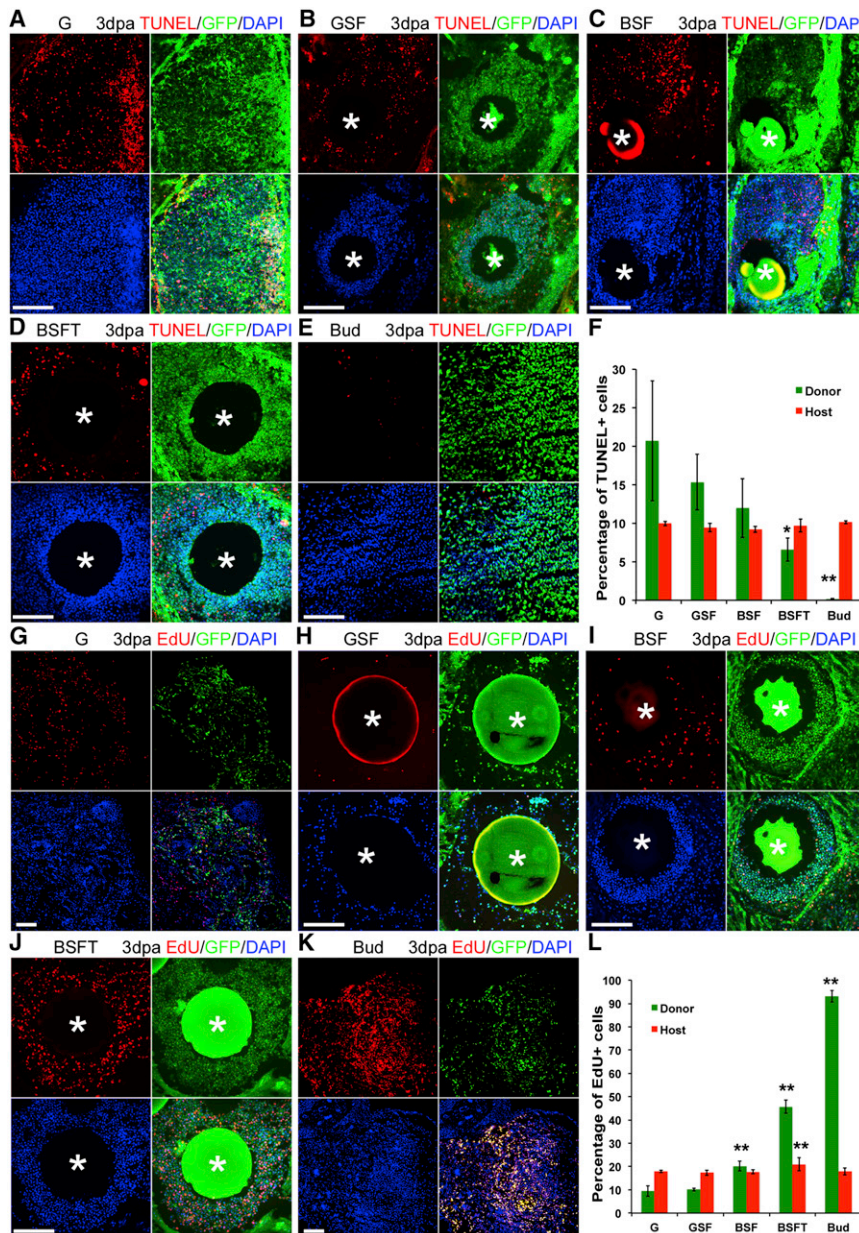 A G 3dpa TUNEL/GFP/DAPI
B GSF 3dpa TUNEL/GFP/DAPI
C BSF 3dpa TUNEL/GFP/DAP
* * * * * * * *
D BSFT 3dpa TUNEL/GFP/DAPI
E Bud 3dpa TUNEL/GFP/DAPI
* * * *
F
Percentage of TUNEL+ cells
30
25
20
15
10
5
0
Donor
Host
*
**
G GSF BSF BSFT Bud
G G 3dpa EdU/GFP/DAPI
H GSF 3dpa EdU/GFP/DAPI
I BSF 3dpa EdU/GFP/DAPI
* * * * * * * *
J BSFT 3dpa EdU/GFP/DAPI
K Bud 3dpa EdU/GFP/DAPI
* * * *
L
Percentage of EdU+ cells
100
90
80
70
60
50
40
30
20
10
0
Donor
Host
**
**
**
**
G GSF BSF BSFT Bud